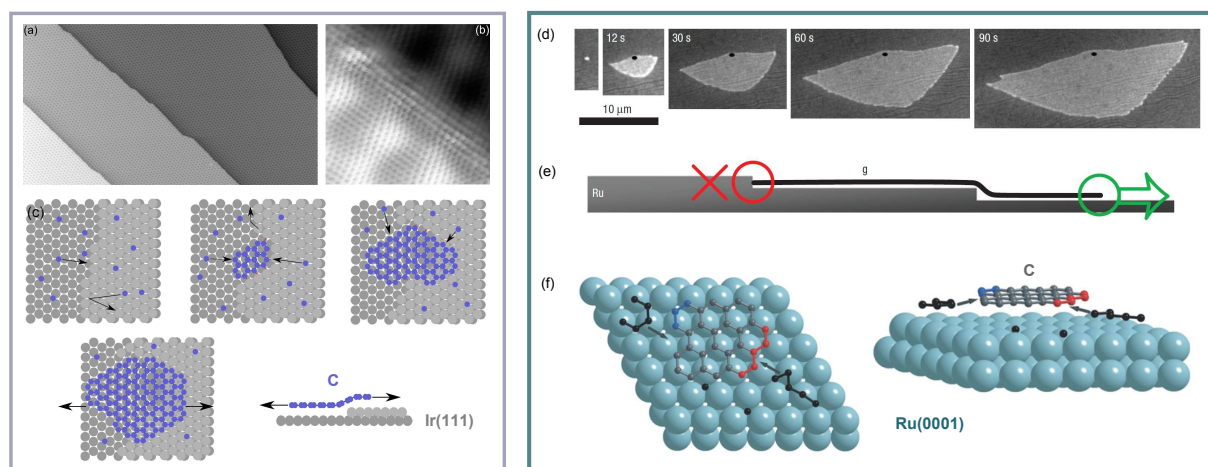 (a)
(b)
(c)
C
Ir(111)
(d)
12 s
30 s
60 s
90 s
10 µm
(e)
Ru
g
(f)
C
Ru(0001)